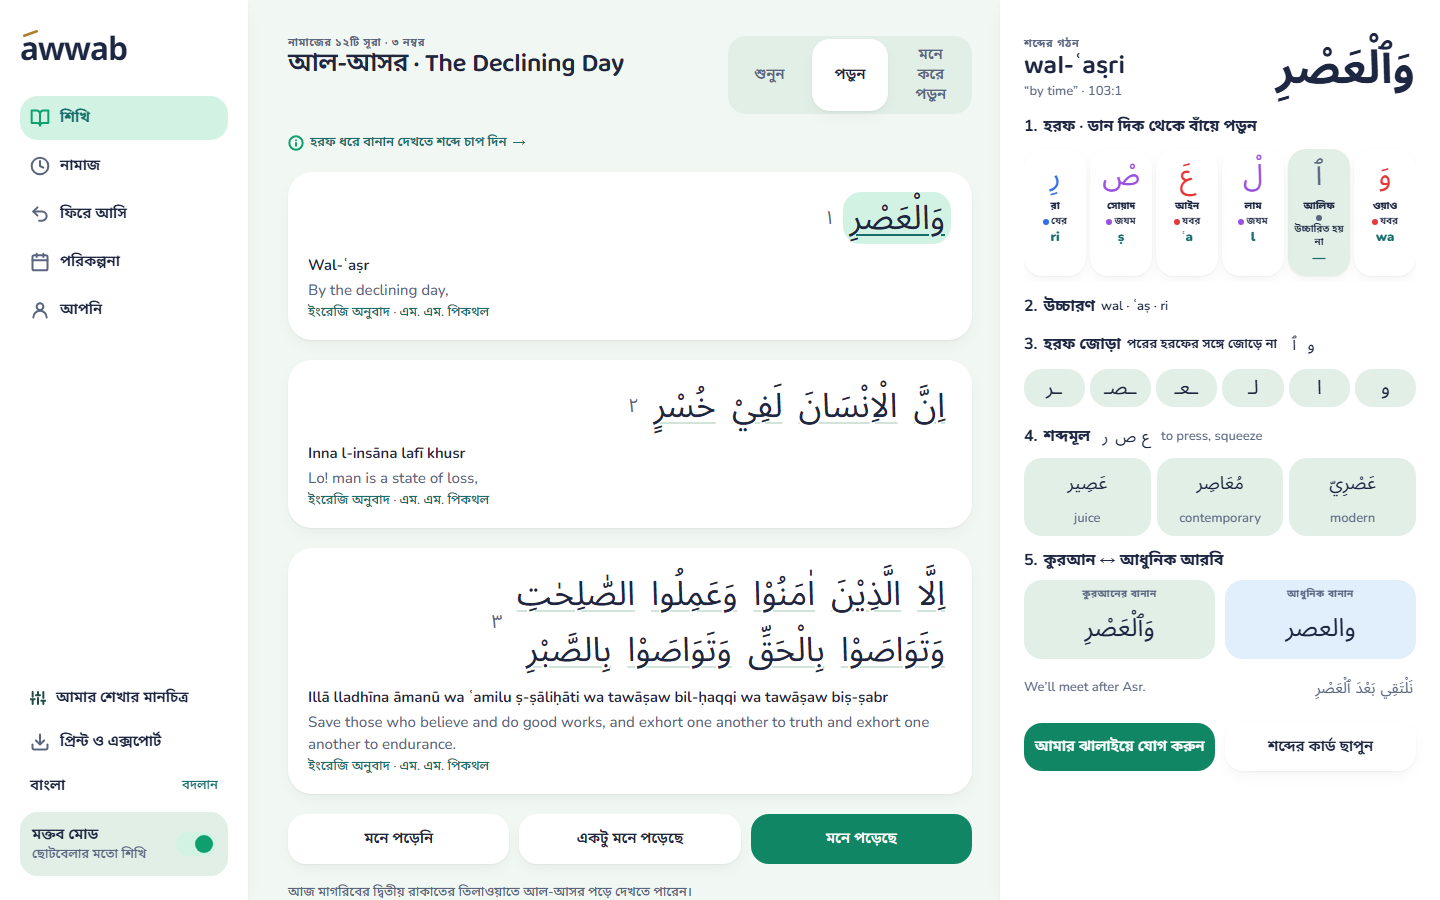 awwab
শিখি
নামাজ
ফিরে আসি
পরিকল্পনা
আপনি
আমার শেখার মানচিত্র
প্রিন্ট ও এক্সপোর্ট
বাংলা বদলান
মক্তব মোড
ছোটবেলার মতো শিখি
নামাজের ১২টি সূরা · ৩ নম্বর
আল-আসর · The Declining Day
শুনুন
পড়ুন
মনে করে পড়ুন
হরফ ধরে বানান দেখতে শব্দে চাপ দিন →
وَالْعَصْرِ ١
Wal-ʿaṣr
By the declining day,
ইংরেজি অনুবাদ · এম. এম. পিকথল
اِنَّ الْاِنْسَانَ لَفِيْ خُسْرٍ ٢
Inna l-insāna lafī khusr
Lo! man is a state of loss,
ইংরেজি অনুবাদ · এম. এম. পিকথল
اِلَّا الَّذِيْنَ اٰمَنُوْا وَعَمِلُوا الصّٰلِحٰتِ
وَتَوَاصَوْا بِالْحَقِّ وَتَوَاصَوْا بِالصَّبْرِ ٣
Illā lladhīna āmanū wa ʿamilu ṣ-ṣāliḥāti wa tawāṣaw bil-ḥaqqi wa tawāṣaw biṣ-ṣabr
Save those who believe and do good works, and exhort one another to truth and exhort one
another to endurance.
ইংরেজি অনুবাদ · এম. এম. পিকথল
মনে পড়েনি
একটু মনে পড়েছে
মনে পড়েছে
আজ মাগরিবের দ্বিতীয় রাকাতের তিলাওয়াতে আল-আসর পড়ে দেখতে পারেন।
শব্দের গঠন
wal-ʿaṣri
وَٱلْعَصْرِ
“by time” · 103:1
1. হরফ · ডান দিক থেকে বাঁয়ে পড়ুন
رِ صْ عَ لْ ٱ وَ
রা সোয়াদ আইন লাম আলিফ ওয়াও
যের জযম যবর জযম উচ্চারিত হয় না যবর
ri ṣ ʿa l — wa
2. উচ্চারণ wal · ʿaṣ · ri
3. হরফ জোড়া পরের হরফের সঙ্গে জোড়ে না و ٱ
ـر ـصـ ـعـ لـ ا و
4. শব্দমূল ع ص ر to press, squeeze
عَصِير مُعَاصِر عَصْرِيّ
juice contemporary modern
5. কুরআন ↔ আধুনিক আরবি
কুরআনের বানান
وَٱلْعَصْرِ
আধুনিক বানান
والعصر
We’ll meet after Asr. نَلْتَقِي بَعْدَ ٱلْعَصْرِ
আমার ঝালাইয়ে যোগ করুন
শব্দের কার্ড ছাপুন